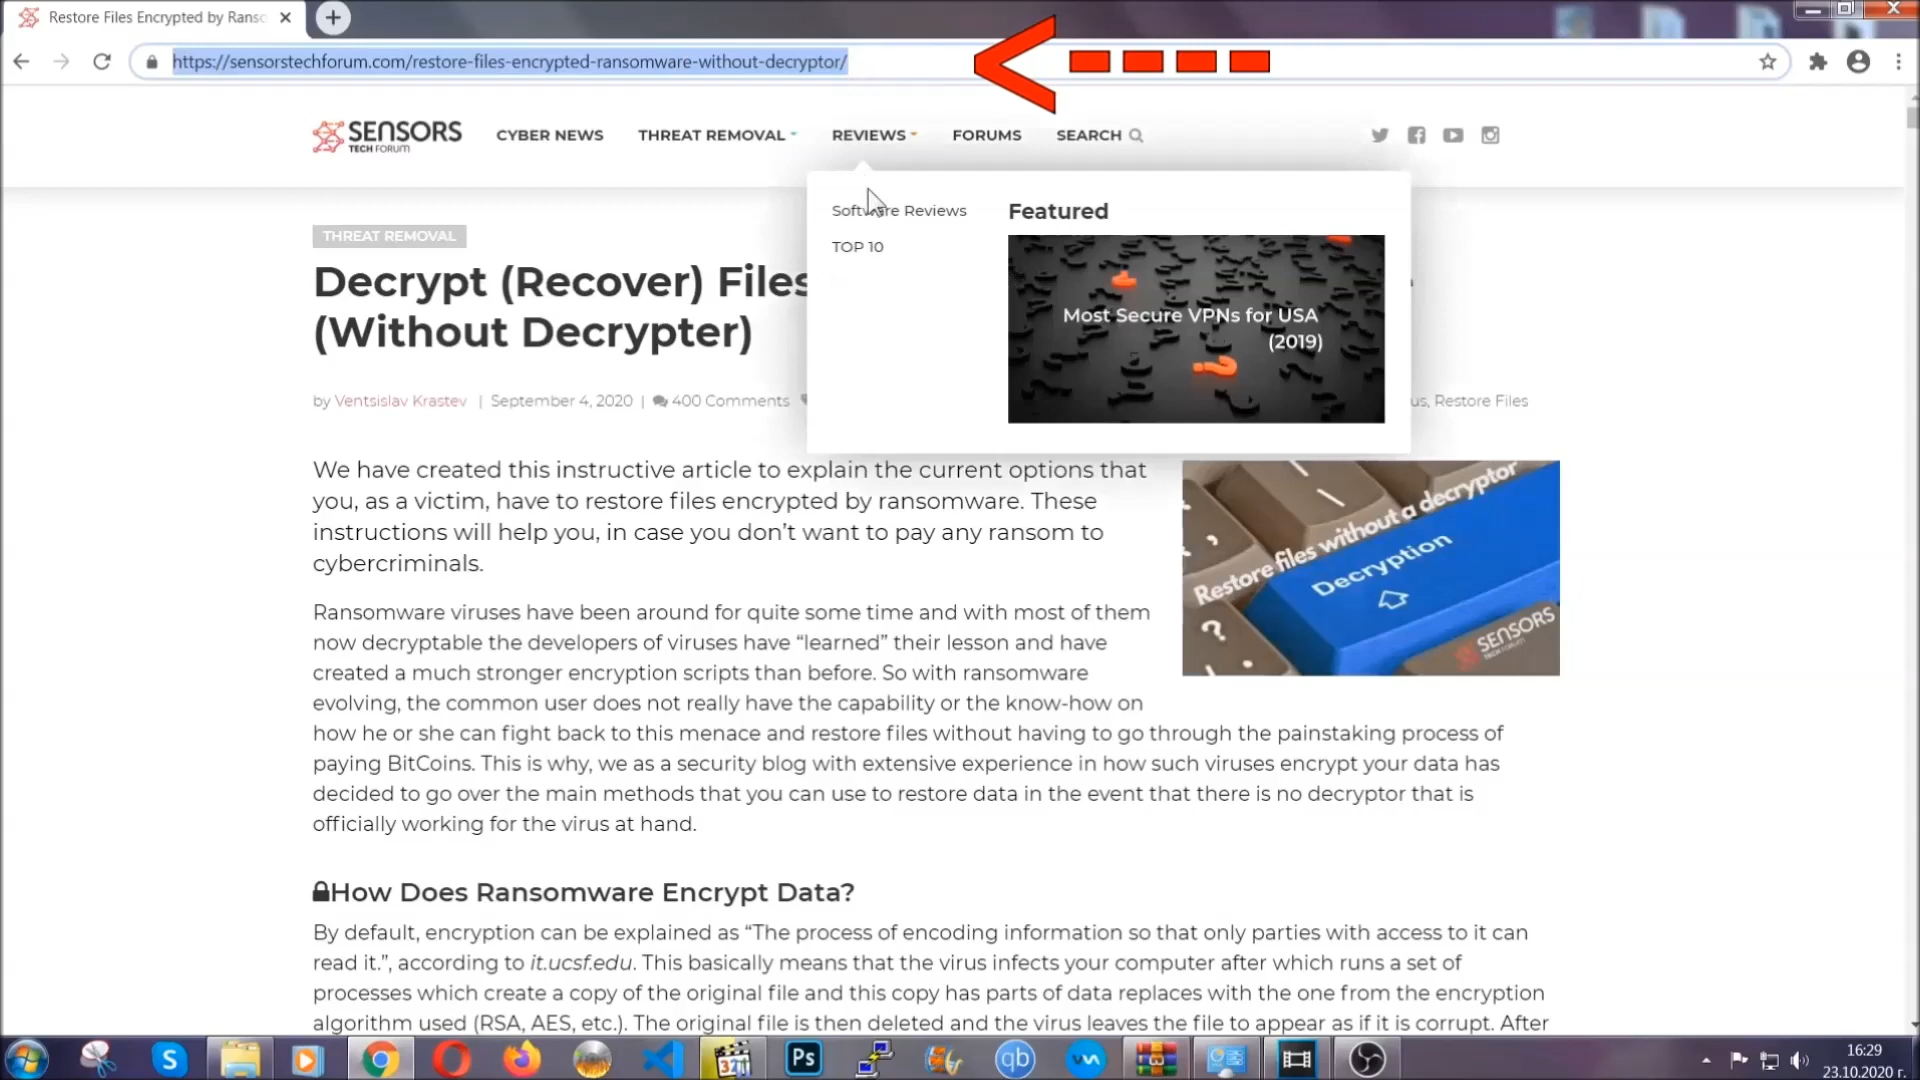 Restore Files Encrypted by Ranso
https://sensorstechforum.com/restore-files-encrypted-ransomware-without-decryptor/
SENSORS
TECH FORUM
CYBER NEWS
THREAT REMOVAL
REVIEWS
FORUMS
SEARCH
Software Reviews
TOP 10
Featured
Most Secure VPNs for USA
(2019)
THREAT REMOVAL
Decrypt (Recover) Files
(Without Decrypter)
by Ventsislav Krastev | September 4, 2020 | 400 Comments
us, Restore Files
We have created this instructive article to explain the current options that
you, as a victim, have to restore files encrypted by ransomware. These
instructions will help you, in case you don’t want to pay any ransom to
cybercriminals.
Restore files without a decryptor
Decryption
SENSORS
TECH FORUM
Ransomware viruses have been around for quite some time and with most of them
now decryptable the developers of viruses have “learned” their lesson and have
created a much stronger encryption scripts than before. So with ransomware
evolving, the common user does not really have the capability or the know-how on
how he or she can fight back to this menace and restore files without having to go through the painstaking process of
paying BitCoins. This is why, we as a security blog with extensive experience in how such viruses encrypt your data has
decided to go over the main methods that you can use to restore data in the event that there is no decryptor that is
officially working for the virus at hand.
How Does Ransomware Encrypt Data?
By default, encryption can be explained as “The process of encoding information so that only parties with access to it can
read it.”, according to it.ucsf.edu. This basically means that the virus infects your computer after which runs a set of
processes which create a copy of the original file and this copy has parts of data replaces with the one from the encryption
algorithm used (RSA, AES, etc.). The original file is then deleted and the virus leaves the file to appear as if it is corrupt. After
S
321
Ps
qb
16:29
23.10.2020 г.